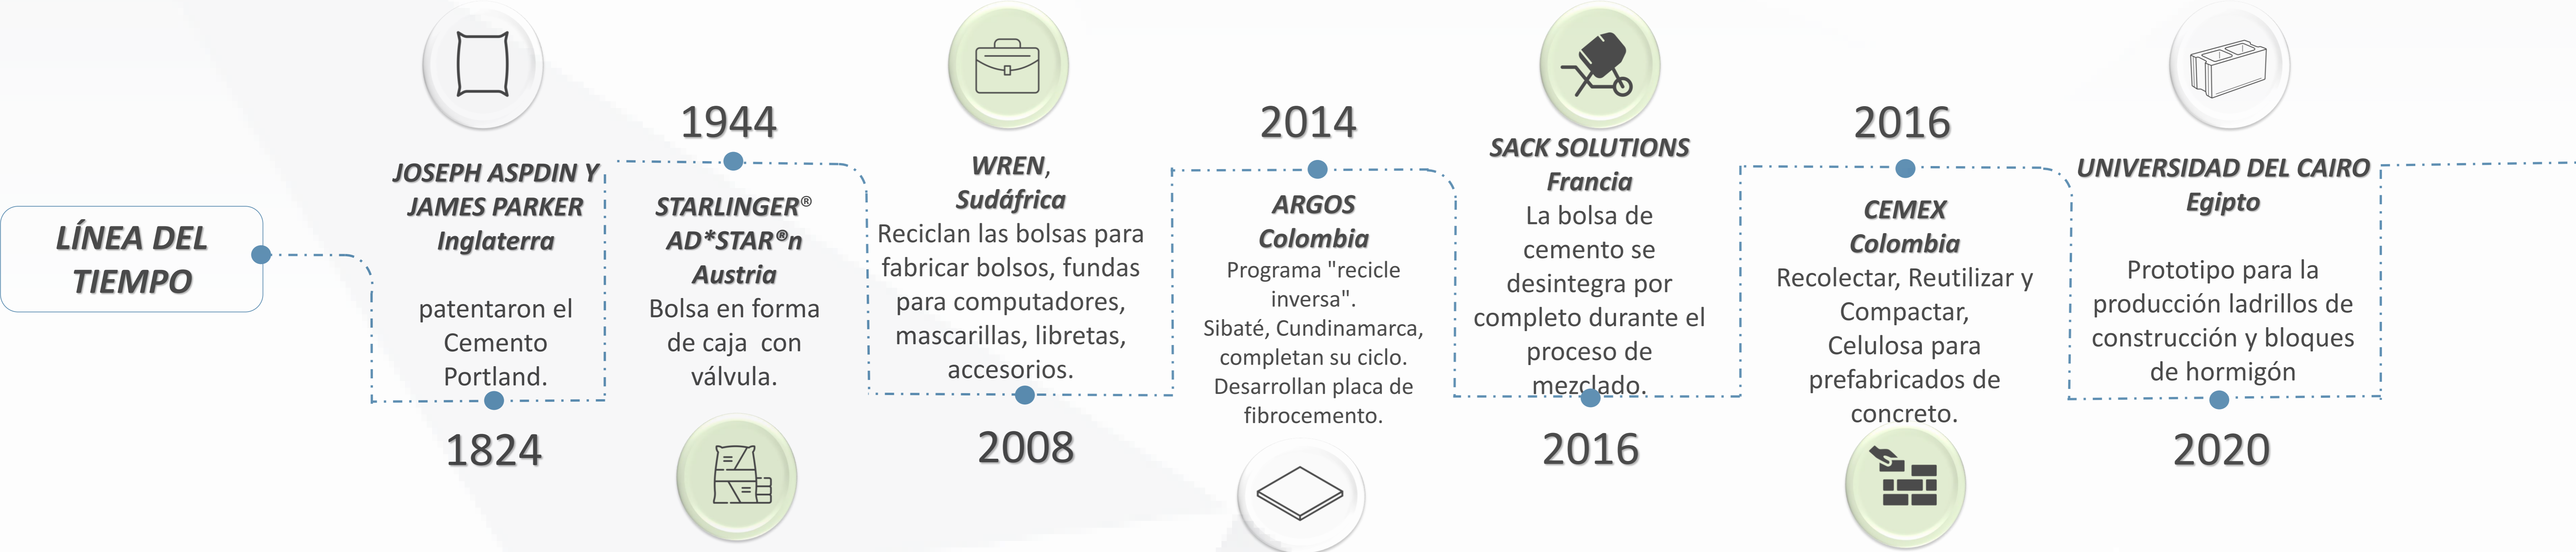 LÍNEA DEL
TIEMPO
JOSEPH ASPDIN Y
JAMES PARKER
Inglaterra
patentaron el
Cemento
Portland.
1824
1944
STARLINGER®
AD*STAR®n
Austria
Bolsa en forma
de caja con
válvula.
WREN,
Sudáfrica
Reciclan las bolsas para
fabricar bolsos, fundas
para computadores,
mascarillas, libretas,
accesorios.
2008
2014
ARGOS
Colombia
Programa "recicle
inversa".
Sibaté, Cundinamarca,
completan su ciclo.
Desarrollan placa de
fibrocemento.
SACK SOLUTIONS
Francia
La bolsa de
cemento se
desintegra por
completo durante el
proceso de
mezclado.
2016
2016
CEMEX
Colombia
Recolectar, Reutilizar y
Compactar,
Celulosa para
prefabricados de
concreto.
UNIVERSIDAD DEL CAIRO
Egipto
Prototipo para la
producción ladrillos de
construcción y bloques
de hormigón
2020